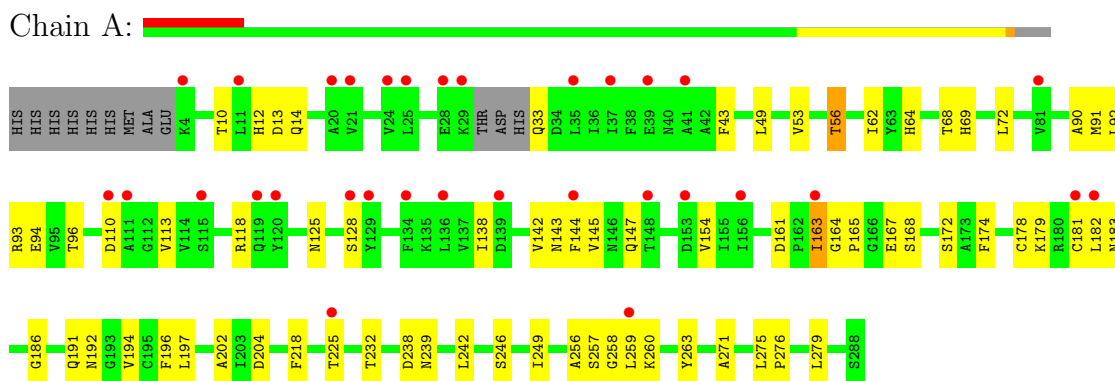 Chain A:
HIS HIS HIS HIS HIS HIS MET ALA GLU K4 T10 L11 H12 D13 Q14 A20 V21 V24 L25 E28 K29 THR ASP HIS Q33 D34 L35 I36 I37 F38 E39 N40 A41 A42 F43 L49 V53 T56 I62 Y63 H64 T68 H69 L72 V81 A90 M91 L92
R93 E94 V95 T96 D110 A111 G112 V113 V114 S115 R118 Q119 Y120 N125 S128 Y129 F134 K135 L136 V137 I138 D139 V142 N143 F144 V145 N146 Q147 T148 D153 V154 I155 I156 D161 P162 I163 G164 P165 G166 E167 S168 S172 A173 F174 G178 K179 R180 G181 L182 N183
G186 Q191 N192 G193 V194 C195 F196 L197 A202 I203 D204 F218 T225 T232 D238 N239 L242 S246 I249 A256 S257 G258 L259 K260 Y263 A271 L275 P276 L279 S288